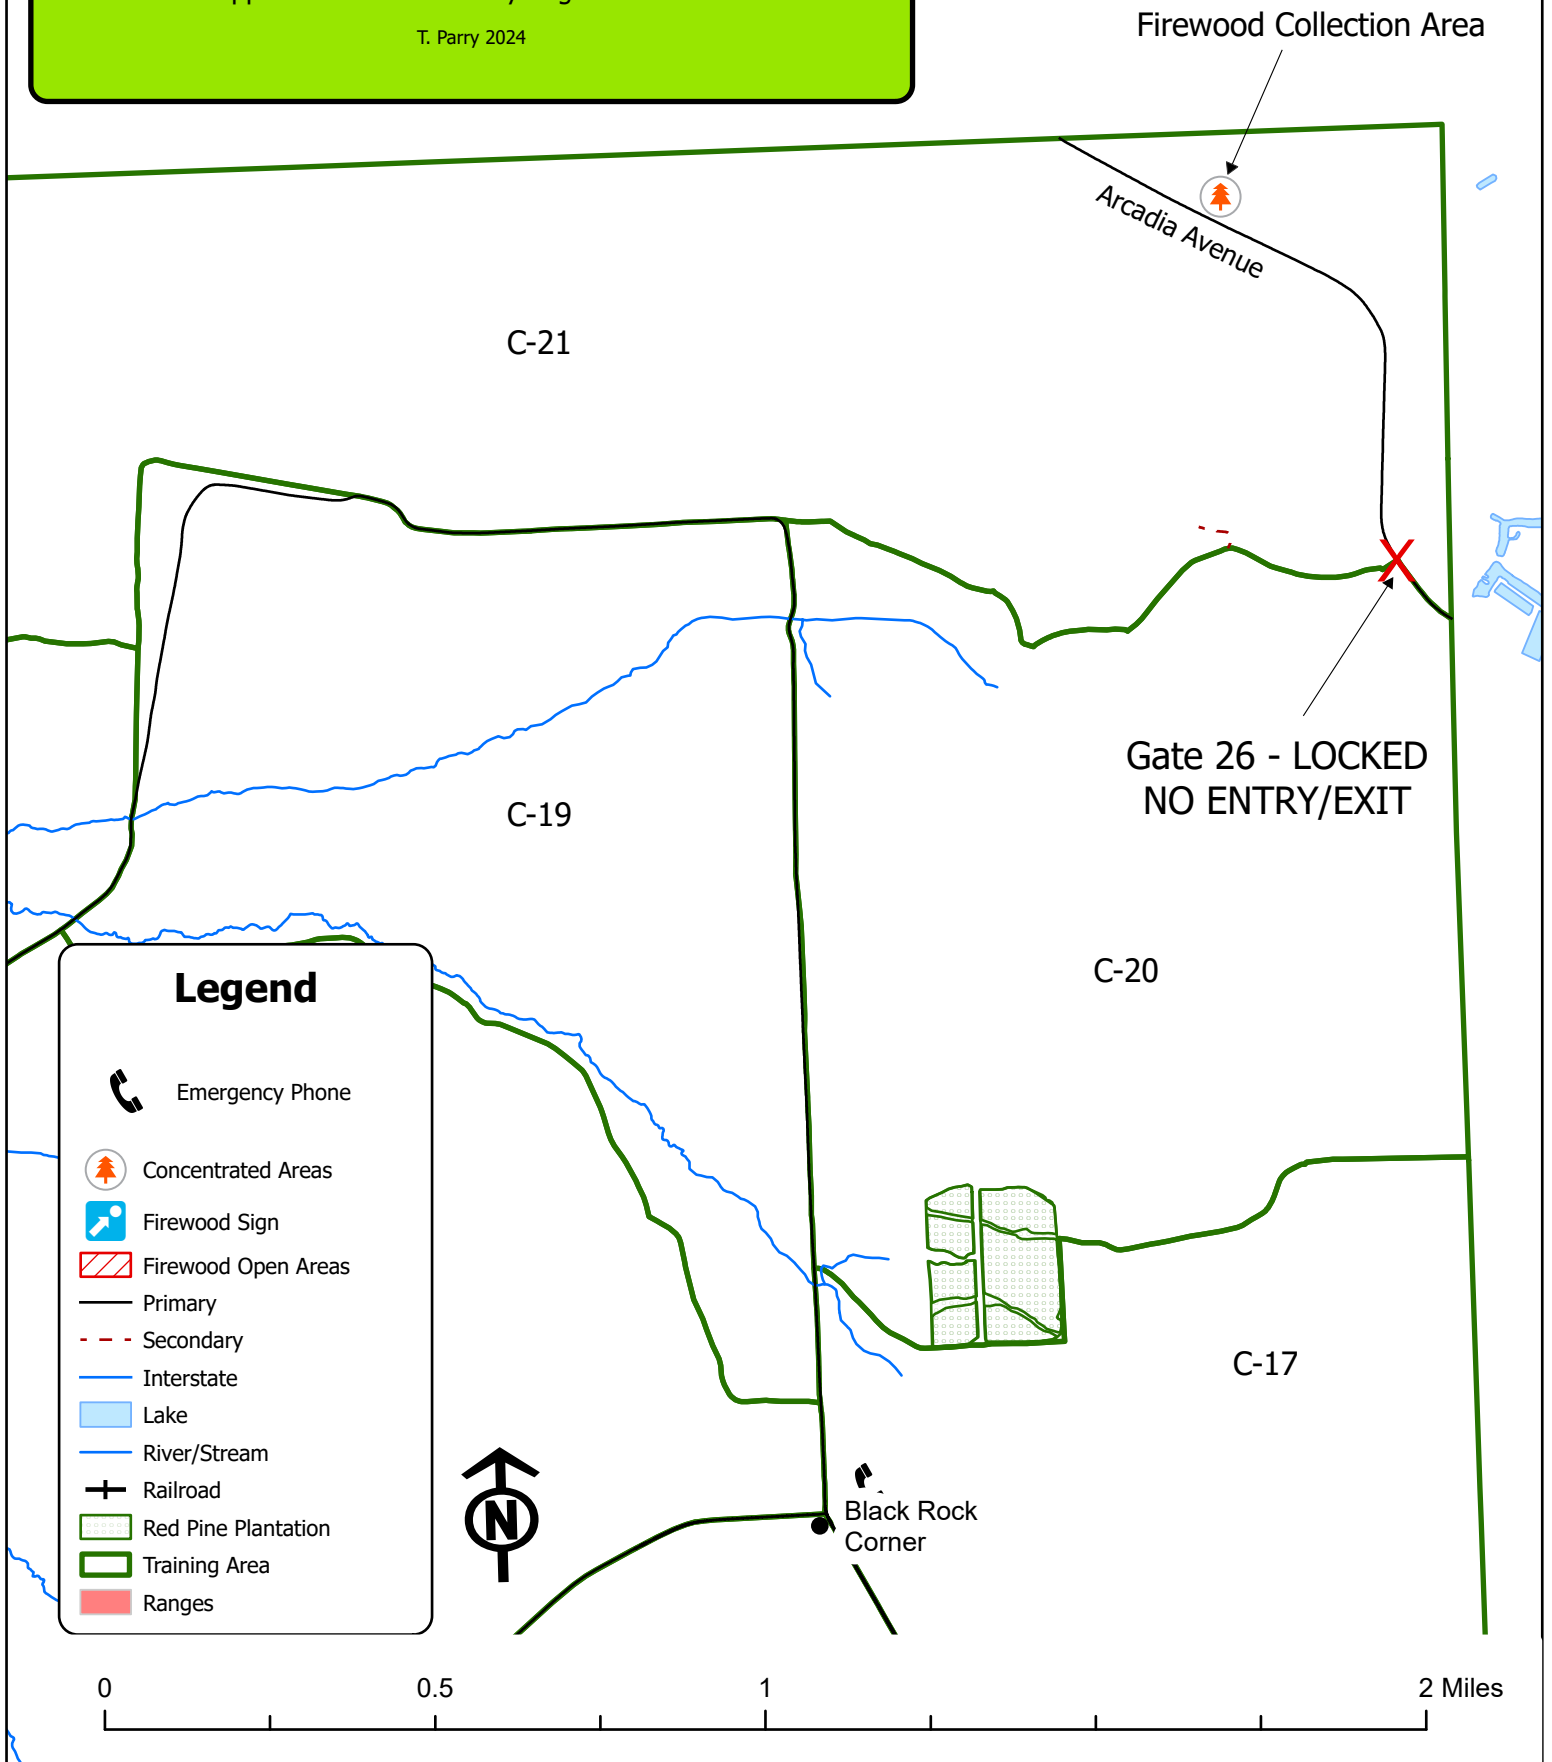 T. Parry 2024
Firewood Collection Area
Arcadia Avenue
C-21
Gate 26 - LOCKED
NO ENTRY/EXIT
C-19
C-20
Legend
Emergency Phone
Concentrated Areas
Firewood Sign
Firewood Open Areas
Primary
Secondary
Interstate
Lake
River/Stream
Railroad
Red Pine Plantation
Training Area
Ranges
C-17
N
Black Rock
Corner
0 0.5 1 2 Miles